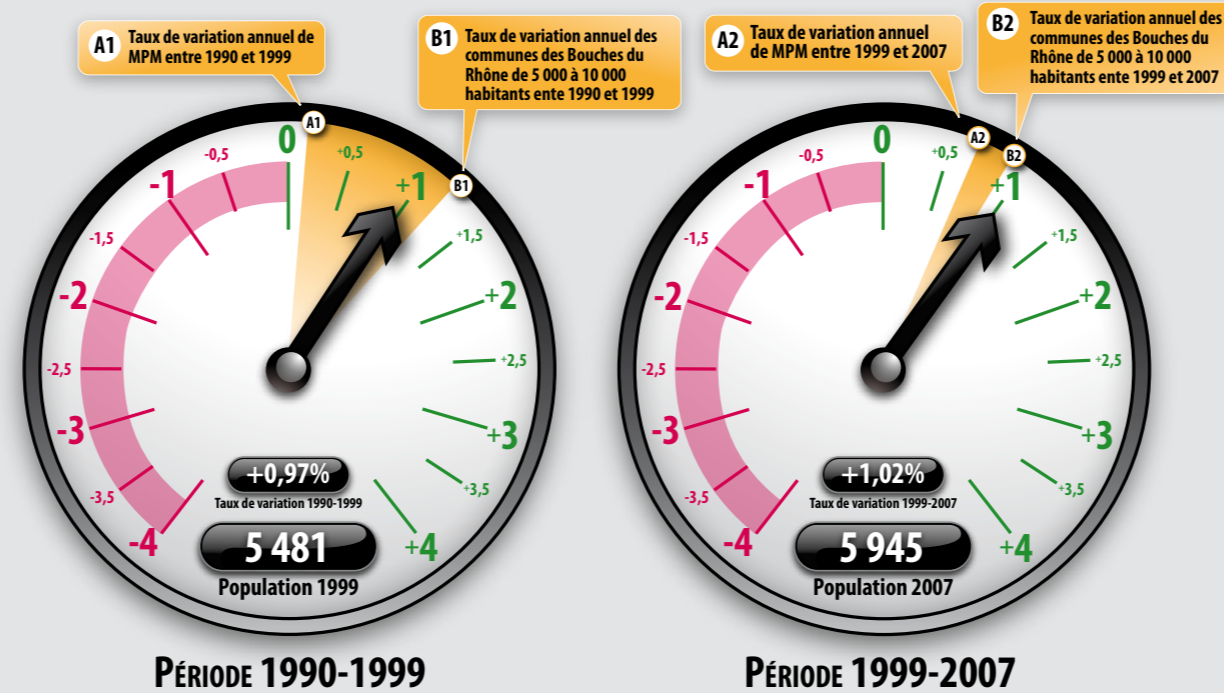 A1
Taux de variation annuel de
MPM entre 1990 et 1999
B1
Taux de variation annuel des
communes des Bouches du
Rhône de 5 000 à 10 000
habitants ente 1990 et 1999
A1
B1
0
+0,5
+1
+1,5
+2
+2,5
+3
+3,5
+4
-0,5
-1
-1,5
-2
-2,5
-3
-3,5
-4
+0,97%
Taux de variation 1990-1999
5 481
Population 1999
PÉRIODE 1990-1999
A2
Taux de variation annuel
de MPM entre 1999 et 2007
B2
Taux de variation annuel des
communes des Bouches du
Rhône de 5 000 à 10 000
habitants ente 1999 et 2007
A2
B2
0
+0,5
+1
+1,5
+2
+2,5
+3
+3,5
+4
-0,5
-1
-1,5
-2
-2,5
-3
-3,5
-4
+1,02%
Taux de variation 1999-2007
5 945
Population 2007
PÉRIODE 1999-2007